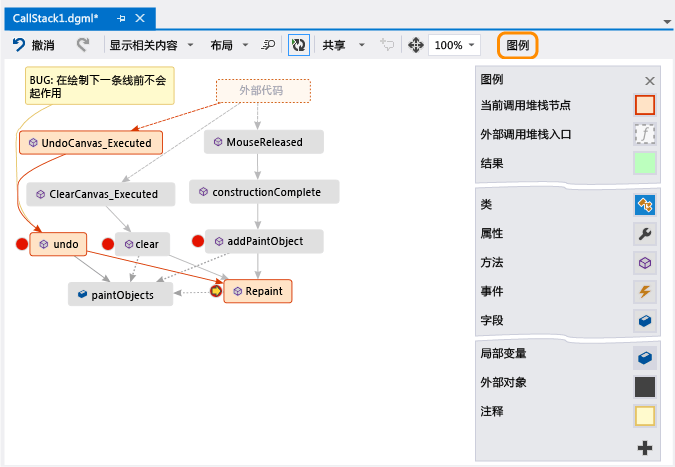 CallStack1.dgml*
撤消
显示相关内容
布局
共享
100%
图例
BUG: 在绘制下一条线前不会
起作用
外部代码
UndoCanvas_Executed
MouseReleased
ClearCanvas_Executed
constructionComplete
undo
clear
addPaintObject
paintObjects
Repaint
图例
当前调用堆栈节点
外部调用堆栈入口
结果
类
属性
方法
事件
字段
局部变量
外部对象
注释